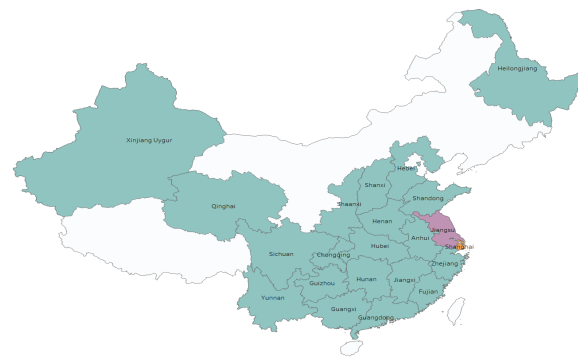 Heilongjiang
Xinjiang Uygur
Hebei
Shanxi
Shandong
Shaanxi
Qinghai
Henan
Jiangxu
Anhui
Shanghai
Hubei
Sichuan
Chongqing
Zhejiang
Guizhou
Hunan
Jiangxi
Fujian
Yunnan
Guangxi
Guangdong